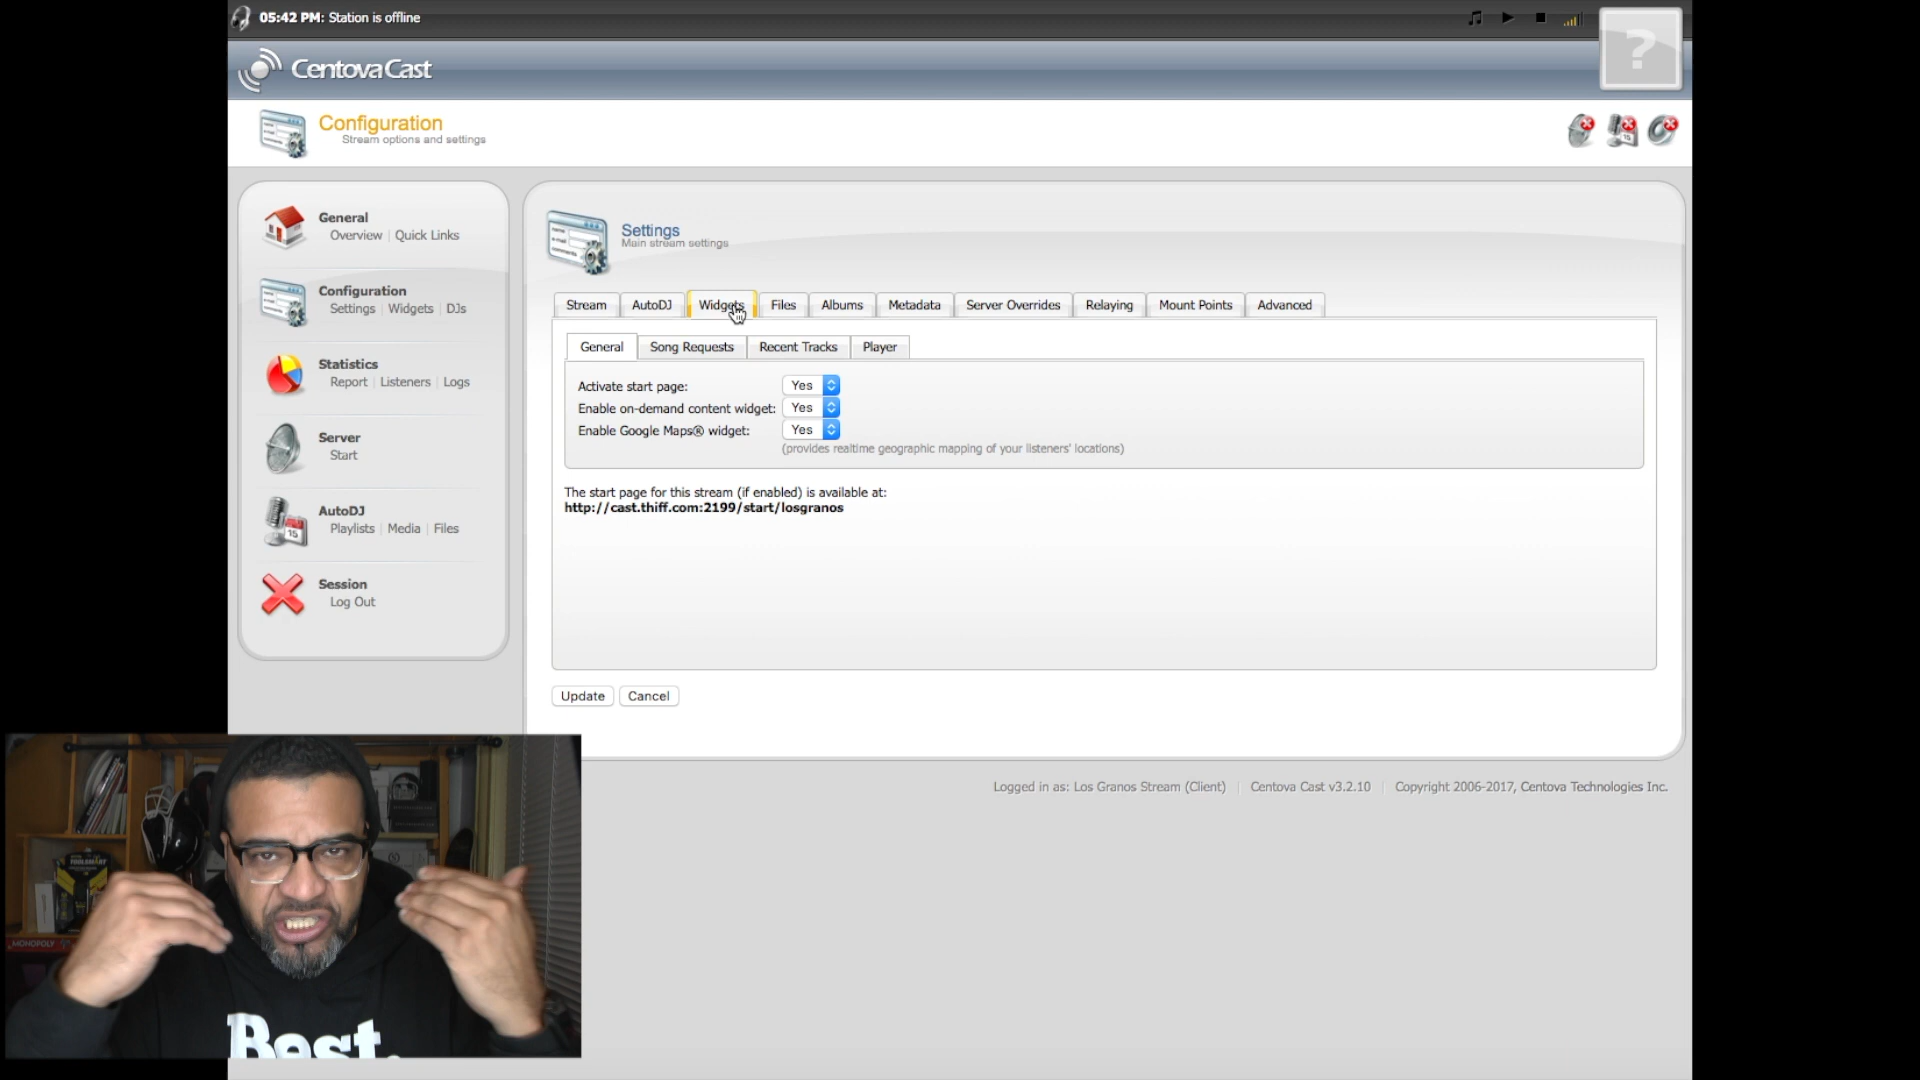 05:42 PM: Station is offline
CentovaCast
?
Configuration
Stream options and settings
General
Overview | Quick Links
Configuration
Settings | Widgets | DJs
Statistics
Report | Listeners | Logs
Server
Start
AutoDJ
Playlists | Media | Files
Session
Log Out
Settings
Main stream settings
Stream AutoDJ Widgets Files Albums Metadata Server Overrides Relaying Mount Points Advanced
General Song Requests Recent Tracks Player
Activate start page: Yes
Enable on-demand content widget: Yes
Enable Google Maps® widget: Yes
(provides realtime geographic mapping of your listeners' locations)
The start page for this stream (if enabled) is available at:
http://cast.thiff.com:2199/start/losgranos
Update Cancel
Logged in as: Los Granos Stream (Client) | Centova Cast v3.2.10 | Copyright 2006-2017, Centova Technologies Inc.
MONOPOLY
Best.